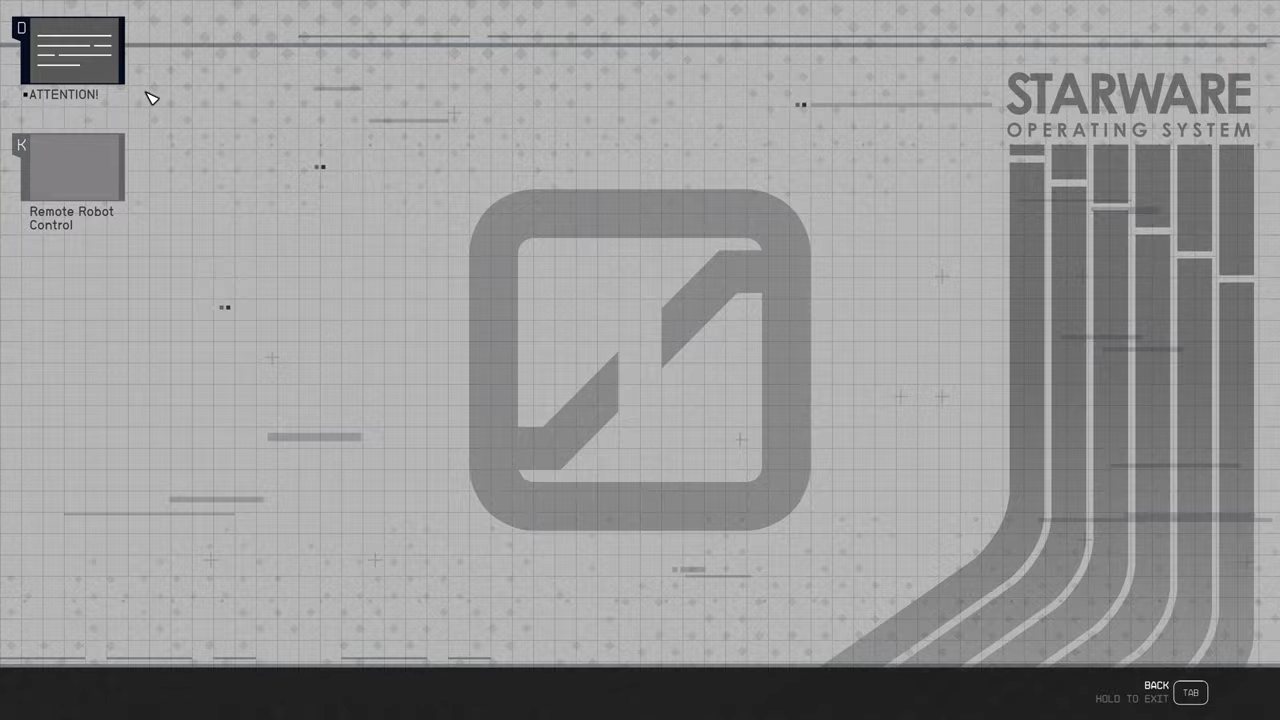 D
ATTENTION!
K
Remote Robot
Control
STARWARE
OPERATING SYSTEM
BACK
HOLD TO EXIT
TAB